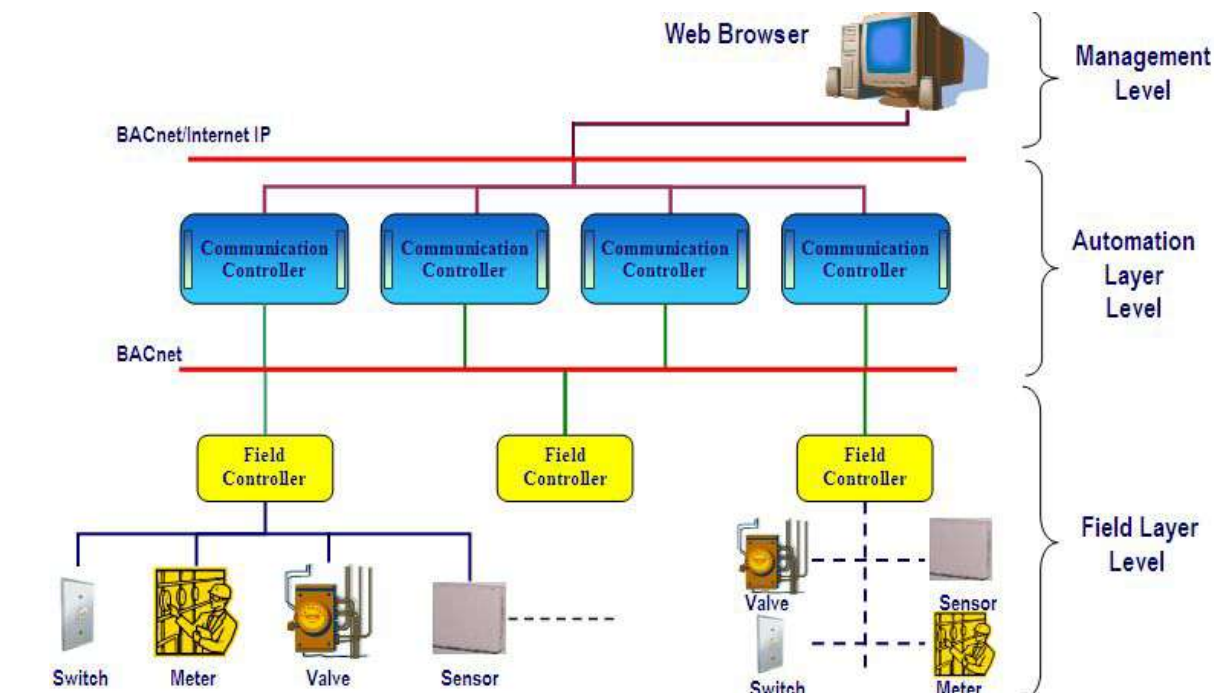 Web Browser
Management
Level
BACnet/Internet IP
Communication
Controller
Communication
Controller
Communication
Controller
Communication
Controller
Automation
Layer
Level
BACnet
Field
Controller
Field
Controller
Field
Controller
Field Layer
Level
Valve
Sensor
Switch
Meter
Valve
Sensor
Switch
Meter